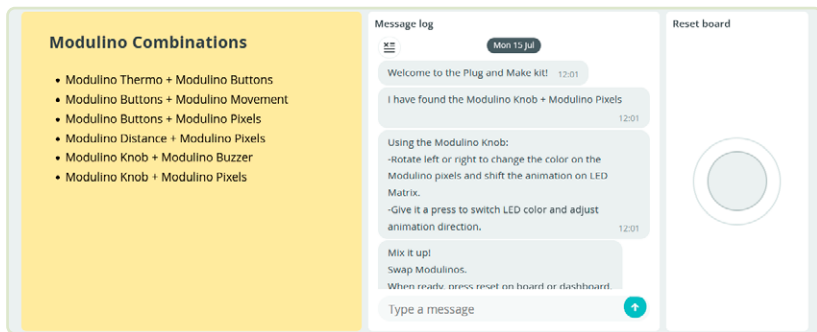 Modulino Combinations
• Modulino Thermo + Modulino Buttons
• Modulino Buttons + Modulino Movement
• Modulino Buttons + Modulino Pixels
• Modulino Distance + Modulino Pixels
• Modulino Knob + Modulino Buzzer
• Modulino Knob + Modulino Pixels
Message log
Mon 15 Jul
Welcome to the Plug and Make kit! 12:01
I have found the Modulino Knob + Modulino Pixels
12:01
Using the Modulino Knob:
-Rotate left or right to change the color on the
Modulino pixels and shift the animation on LED
Matrix.
-Give it a press to switch LED color and adjust
animation direction. 12:01
Mix it up!
Swap Modulinos.
When ready, press reset on board or dashboard.
Type a message
Reset board